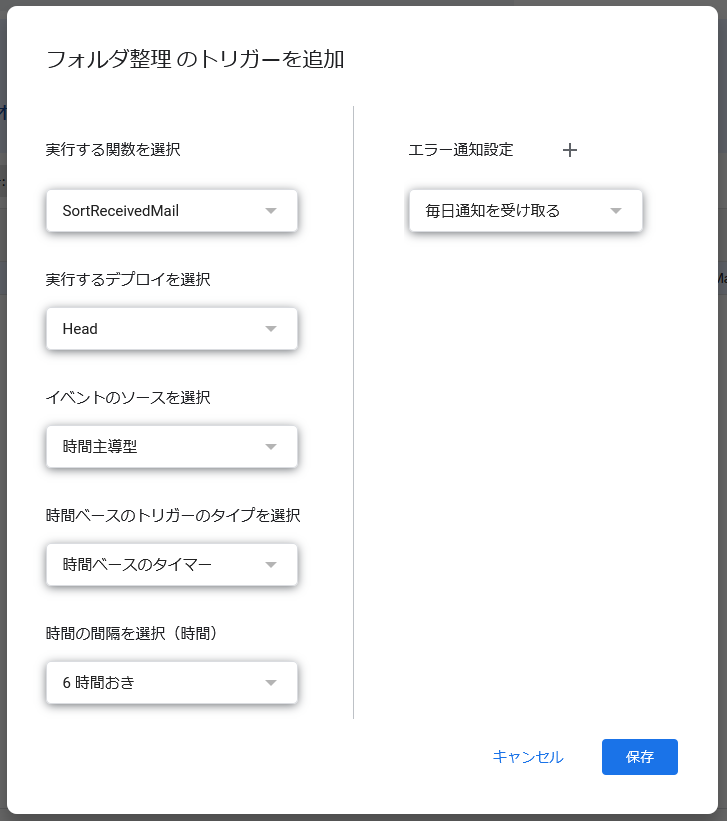 フォルダ整理 のトリガーを追加
実行する関数を選択
SortReceivedMail
実行するデプロイを選択
Head
イベントのソースを選択
時間主導型
時間ベースのトリガーのタイプを選択
時間ベースのタイマー
時間の間隔を選択（時間）
6 時間おき
エラー通知設定
毎日通知を受け取る
キャンセル
保存